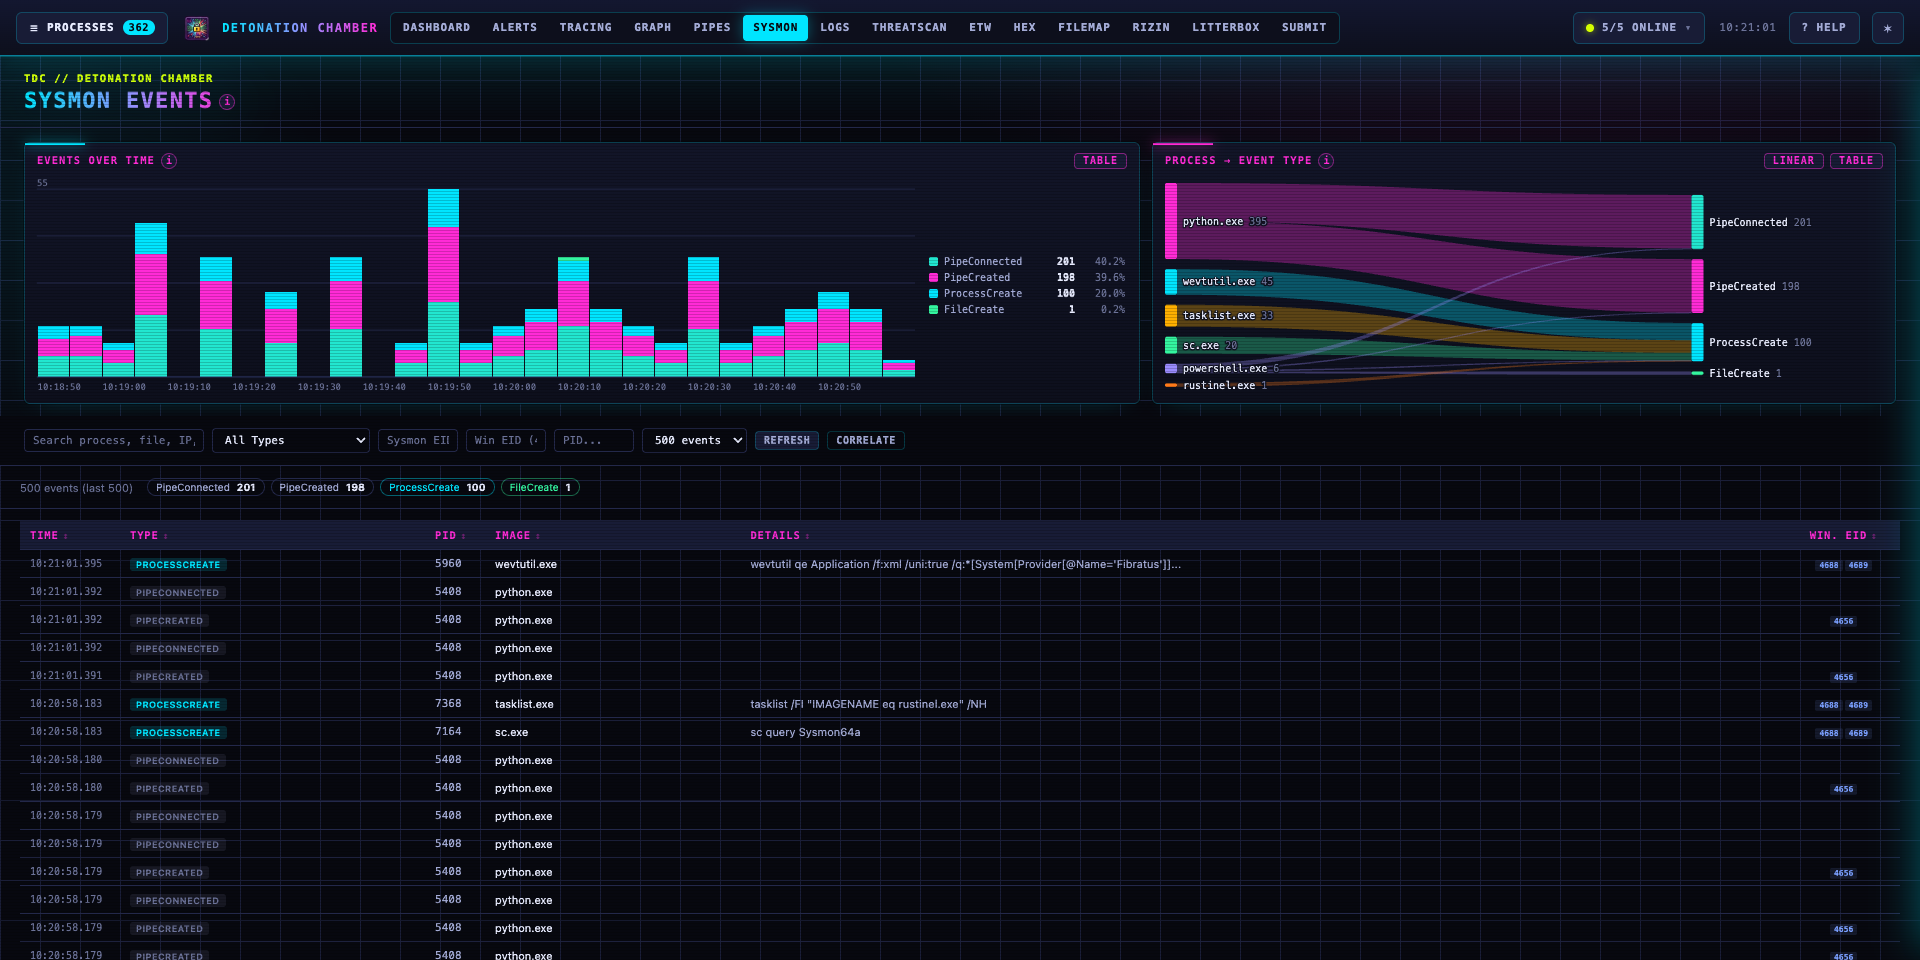 ≡ PROCESSES 362
DETONATION CHAMBER
DASHBOARD ALERTS TRACING GRAPH PIPES SYSMON LOGS THREATSCAN ETW HEX FILEMAP RIZIN LITTERBOX SUBMIT
5/5 ONLINE
10:21:01
? HELP
TDC // DETONATION CHAMBER
SYSMON EVENTS i
EVENTS OVER TIME i
TABLE
55
10:18:50 10:19:00 10:19:10 10:19:20 10:19:30 10:19:40 10:19:50 10:20:00 10:20:10 10:20:20 10:20:30 10:20:40 10:20:50
PipeConnected 201 40.2%
PipeCreated 198 39.6%
ProcessCreate 100 20.0%
FileCreate 1 0.2%
PROCESS → EVENT TYPE i
LINEAR TABLE
python.exe 395
wevtutil.exe 45
tasklist.exe 33
sc.exe 20
powershell.exe 6
rustinel.exe 1
PipeConnected 201
PipeCreated 198
ProcessCreate 100
FileCreate 1
Search process, file, IP, All Types Sysmon EID Win EID (4 PID... 500 events REFRESH CORRELATE
500 events (last 500) PipeConnected 201 PipeCreated 198 ProcessCreate 100 FileCreate 1
TIME TYPE PID IMAGE DETAILS WIN. EID
10:21:01.395 PROCESSCREATE 5960 wevtutil.exe wevtutil qe Application /f:xml /uni:true /q:*[System[Provider[@Name='Fibratus']]... 4688 4689
10:21:01.392 PIPECONNECTED 5408 python.exe
10:21:01.392 PIPECREATED 5408 python.exe 4656
10:21:01.392 PIPECONNECTED 5408 python.exe
10:21:01.391 PIPECREATED 5408 python.exe 4656
10:20:58.183 PROCESSCREATE 7368 tasklist.exe tasklist /FI "IMAGENAME eq rustinel.exe" /NH 4688 4689
10:20:58.183 PROCESSCREATE 7164 sc.exe sc query Sysmon64a 4688 4689
10:20:58.180 PIPECONNECTED 5408 python.exe
10:20:58.180 PIPECREATED 5408 python.exe 4656
10:20:58.179 PIPECONNECTED 5408 python.exe
10:20:58.179 PIPECONNECTED 5408 python.exe
10:20:58.179 PIPECREATED 5408 python.exe 4656
10:20:58.179 PIPECONNECTED 5408 python.exe
10:20:58.179 PIPECREATED 5408 python.exe 4656
10:20:58.179 PIPECREATED 5408 python.exe 4656